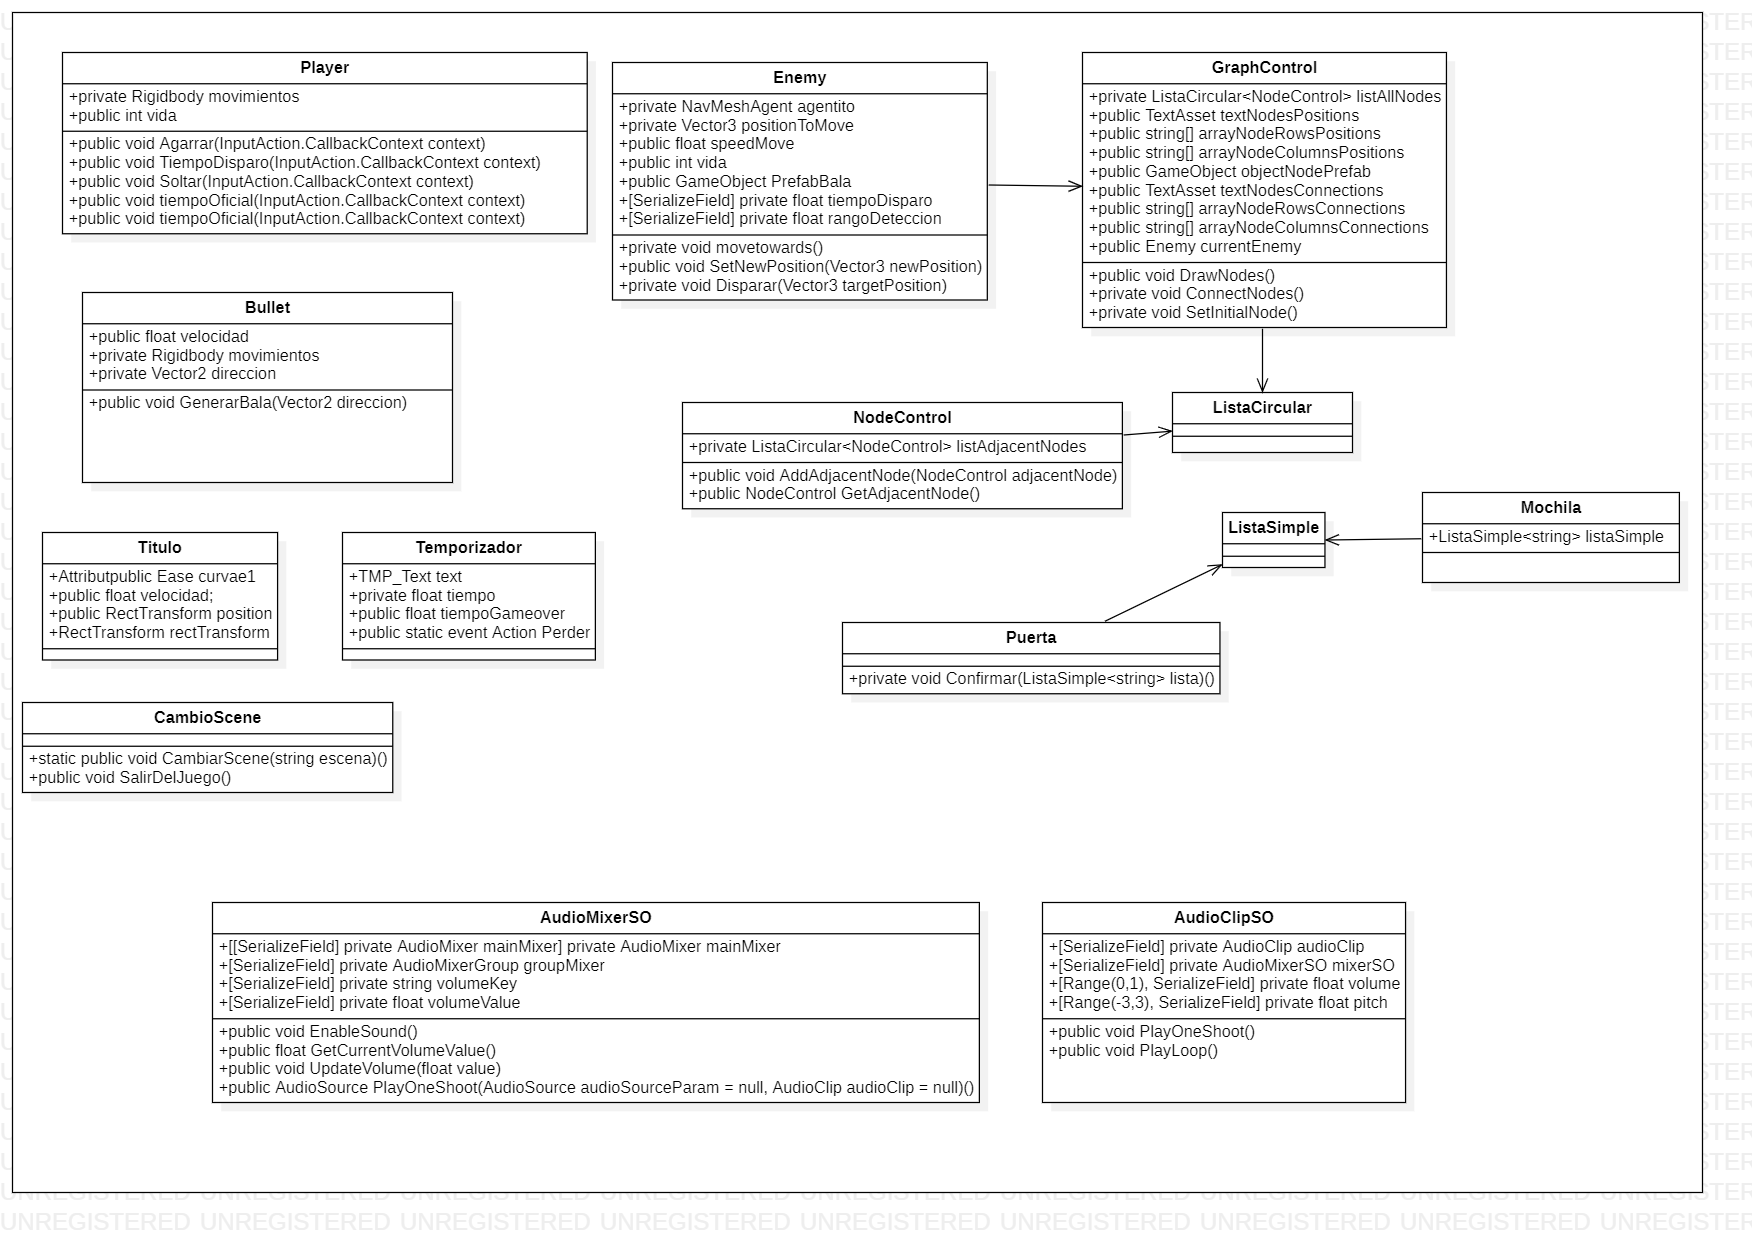 Player
+private Rigidbody movimientos
+public int vida
+public void Agarrar(InputAction.CallbackContext context)
+public void TiempoDisparo(InputAction.CallbackContext context)
+public void Soltar(InputAction.CallbackContext context)
+public void tiempoOficial(InputAction.CallbackContext context)
+public void tiempoOficial(InputAction.CallbackContext context)
Enemy
+private NavMeshAgent agentito
+private Vector3 positionToMove
+public float speedMove
+public int vida
+public GameObject PrefabBala
+[SerializeField] private float tiempoDisparo
+[SerializeField] private float rangoDeteccion
+private void movetowards()
+public void SetNewPosition(Vector3 newPosition)
+private void Disparar(Vector3 targetPosition)
GraphControl
+private ListaCircular<NodeControl> listAllNodes
+public TextAsset textNodesPositions
+public string[] arrayNodeRowsPositions
+public string[] arrayNodeColumnsPositions
+public GameObject objectNodePrefab
+public TextAsset textNodesConnections
+public string[] arrayNodeRowsConnections
+public string[] arrayNodeColumnsConnections
+public Enemy currentEnemy
+public void DrawNodes()
+private void ConnectNodes()
+private void SetInitialNode()
Bullet
+public float velocidad
+private Rigidbody movimientos
+private Vector2 direccion
+public void GenerarBala(Vector2 direccion)
NodeControl
+private ListaCircular<NodeControl> listAdjacentNodes
+public void AddAdjacentNode(NodeControl adjacentNode)
+public NodeControl GetAdjacentNode()
ListaCircular
ListaSimple
Mochila
+ListaSimple<string> listaSimple
Titulo
+Attributpublic Ease curvae1
+public float velocidad;
+public RectTransform position
+RectTransform rectTransform
Temporizador
+TMP_Text text
+private float tiempo
+public float tiempoGameover
+public static event Action Perder
Puerta
+private void Confirmar(ListaSimple<string> lista)()
CambioScene
+static public void CambiarScene(string escena)()
+public void SalirDelJuego()
AudioMixerSO
+[[SerializeField] private AudioMixer mainMixer] private AudioMixer mainMixer
+[SerializeField] private AudioMixerGroup groupMixer
+[SerializeField] private string volumeKey
+[SerializeField] private float volumeValue
+public void EnableSound()
+public float GetCurrentVolumeValue()
+public void UpdateVolume(float value)
+public AudioSource PlayOneShoot(AudioSource audioSourceParam = null, AudioClip audioClip = null)()
AudioClipSO
+[SerializeField] private AudioClip audioClip
+[SerializeField] private AudioMixerSO mixerSO
+[Range(0,1), SerializeField] private float volume
+[Range(-3,3), SerializeField] private float pitch
+public void PlayOneShoot()
+public void PlayLoop()
UNREGISTERED UNREGISTERED UNREGISTERED UNREGISTERED UNREGISTERED UNREGISTERED UNREGISTERED UNREGISTERED UNREGISTER